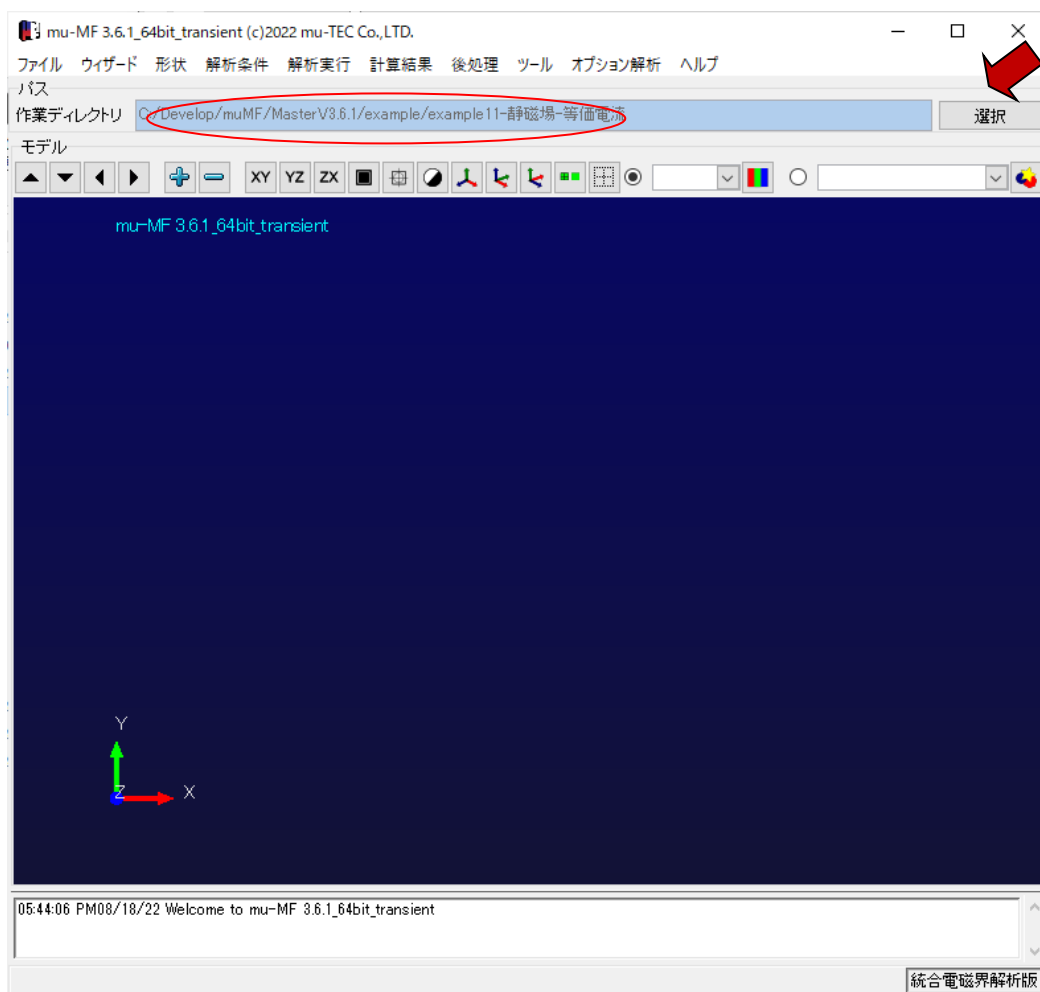 mu-MF 3.6.1_64bit_transient (c)2022 mu-TEC Co.,LTD.
ファイル ウィザード 形状 解析条件 解析実行 計算結果 後処理 ツール オプション解析 ヘルプ
パス
作業ディレクトリ C:/Develop/muMF/MasterV3.6.1/example/example11-静磁場-等価電流 選択
モデル
XY YZ ZX
mu-MF 3.6.1_64bit_transient
Y
Z X
05:44:06 PM08/18/22 Welcome to mu-MF 3.6.1_64bit_transient
統合電磁界解析版